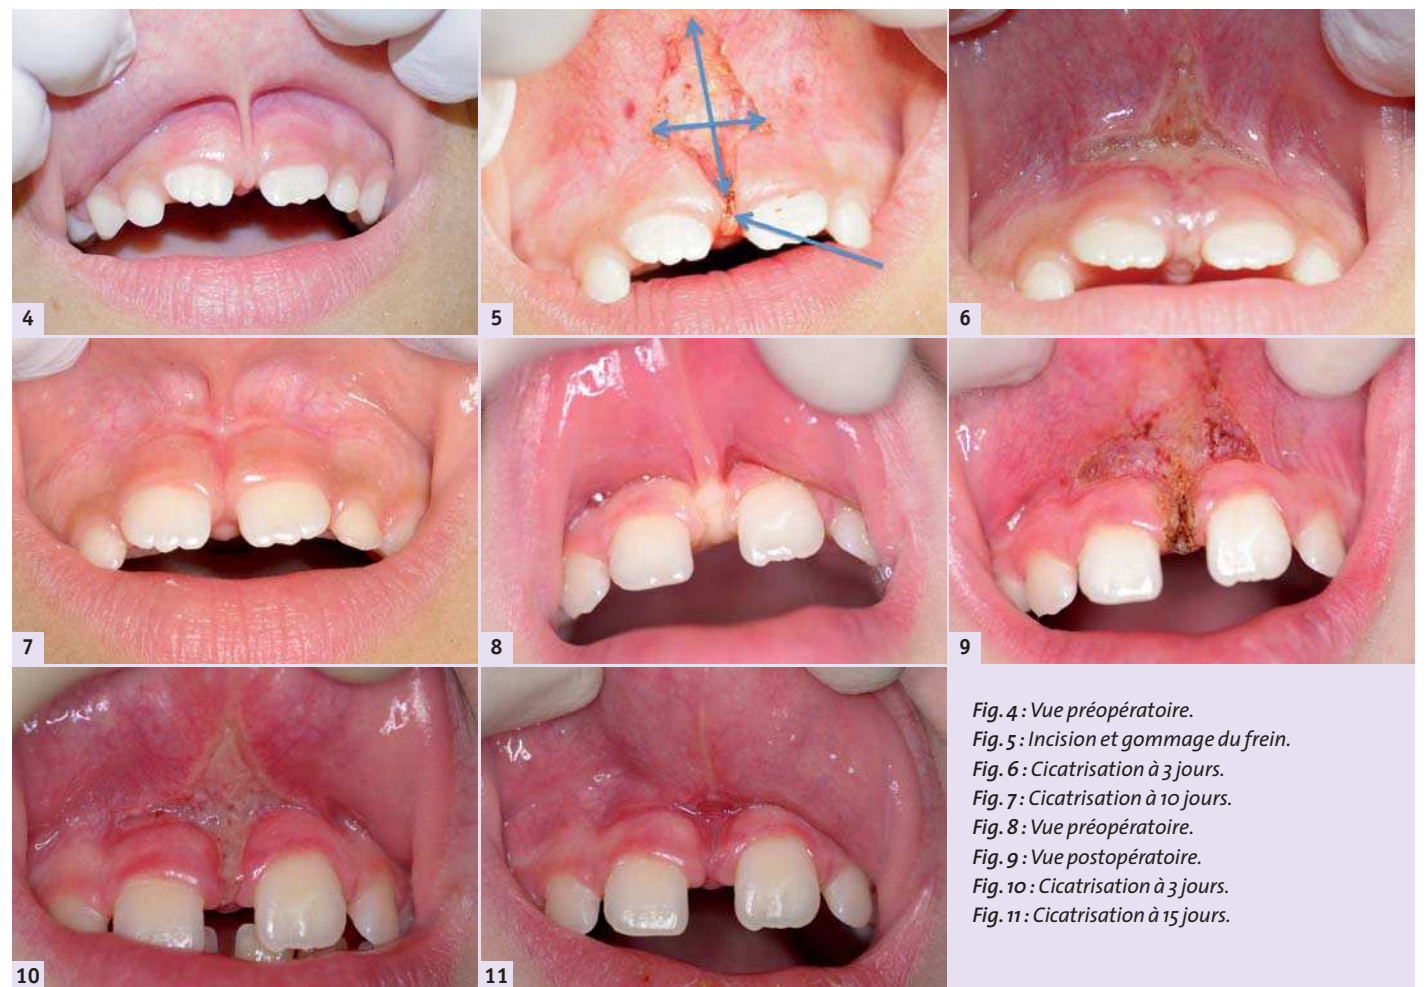 4
5
6
7
8
9
10
11
Fig. 4 : Vue préopératoire.
Fig. 5 : Incision et gommage du frein.
Fig. 6 : Cicatrisation à 3 jours.
Fig. 7 : Cicatrisation à 10 jours.
Fig. 8 : Vue préopératoire.
Fig. 9 : Vue postopératoire.
Fig. 10 : Cicatrisation à 3 jours.
Fig. 11 : Cicatrisation à 15 jours.